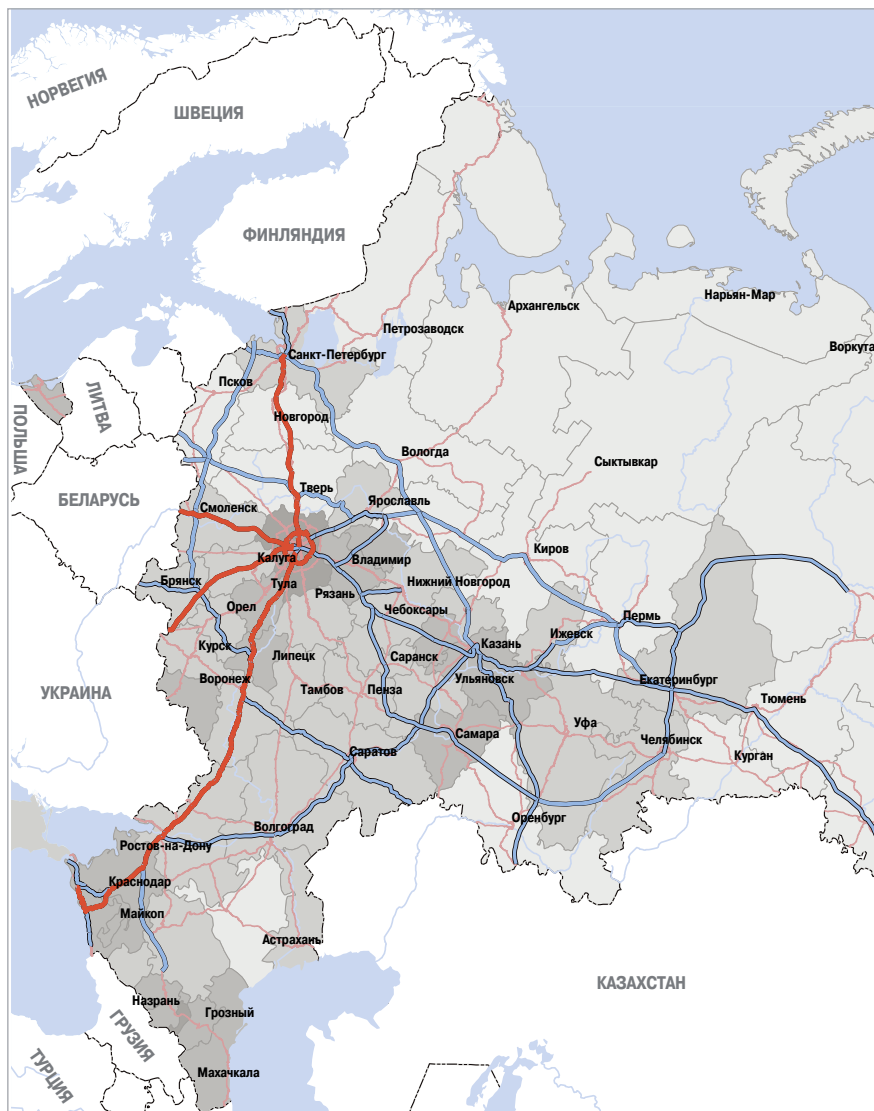 НОРВЕГИЯ
ШВЕЦИЯ
ФИНЛЯНДИЯ
Нарьян-Мар
Архангельск
Петрозаводск
Воркута
Санкт-Петербург
Псков
ЛИТВА
ПОЛЬША
Новгород
Вологда
Сыктывкар
БЕЛАРУСЬ
Тверь
Ярославль
Смоленск
Киров
Калуга
Владимир
Брянск
Тула
Рязань
Нижний Новгород
Орел
Чебоксары
Пермь
Курск
Казань
Ижевск
Липецк
Саранск
Воронеж
Ульяновск
Екатеринбург
УКРАИНА
Тамбов
Пенза
Тюмень
Самара
Уфа
Челябинск
Саратов
Курган
Оренбург
Волгоград
Ростов-на-Дону
Краснодар
Майкоп
Астрахань
КАЗАХСТАН
Назрань
Грозный
ГРУЗИЯ
ТУРЦИЯ
Махачкала